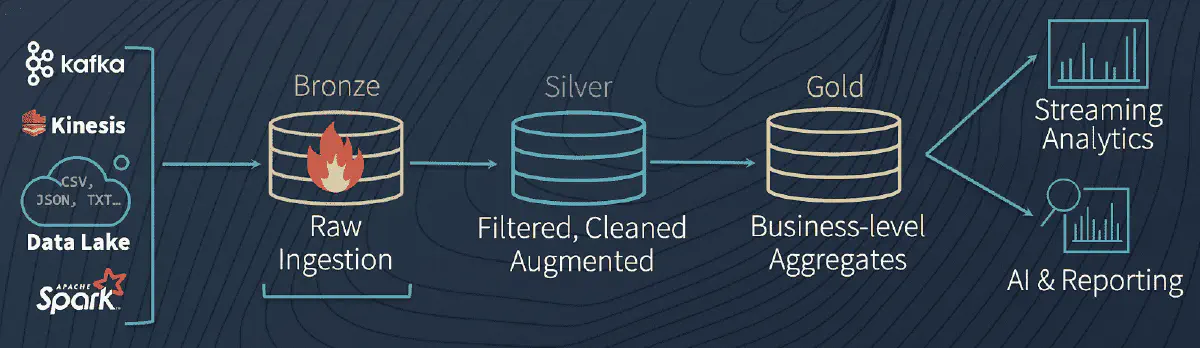 kafka
Kinesis
CSV,
JSON, TXT...
Data Lake
APACHE
Spark™
Bronze
Raw
Ingestion
Silver
Filtered, Cleaned
Augmented
Gold
Business-level
Aggregates
Streaming
Analytics
AI & Reporting